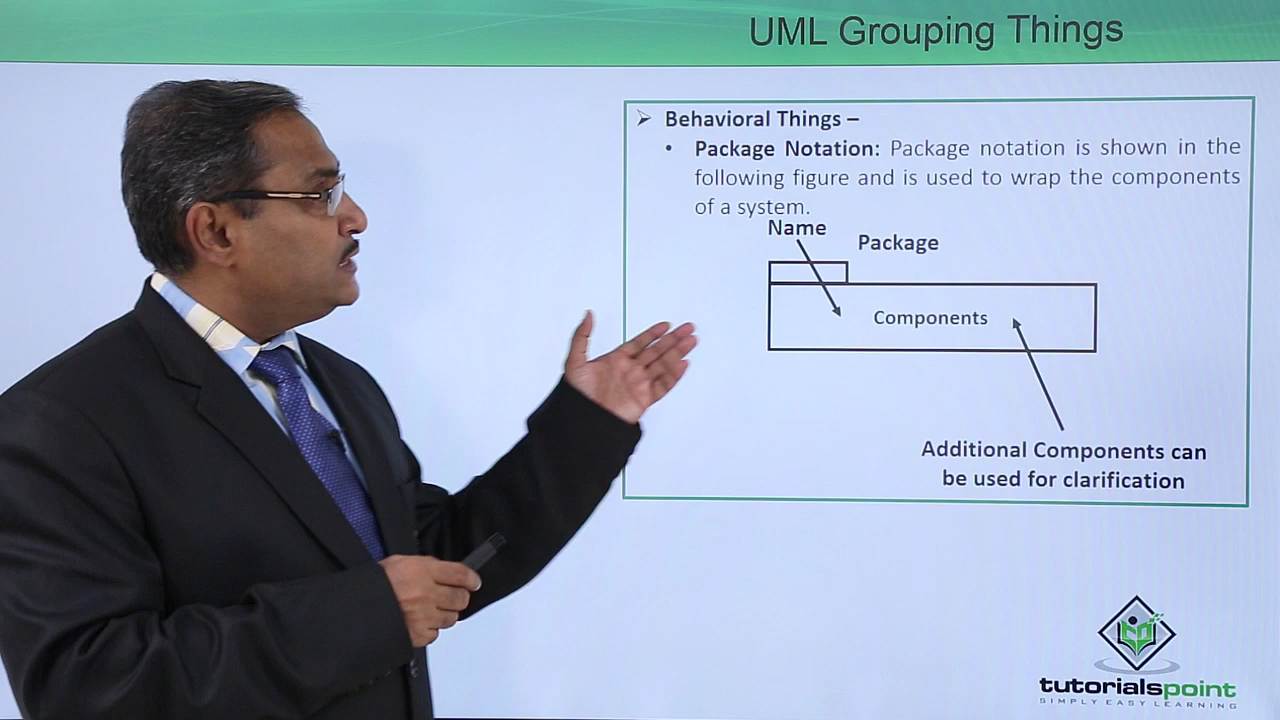 UML Grouping Things
➢ Behavioral Things –
• Package Notation: Package notation is shown in the
following figure and is used to wrap the components
of a system.
Name
Package
Components
Additional Components can
be used for clarification
tutorialspoint
SIMPLY EASY LEARNING